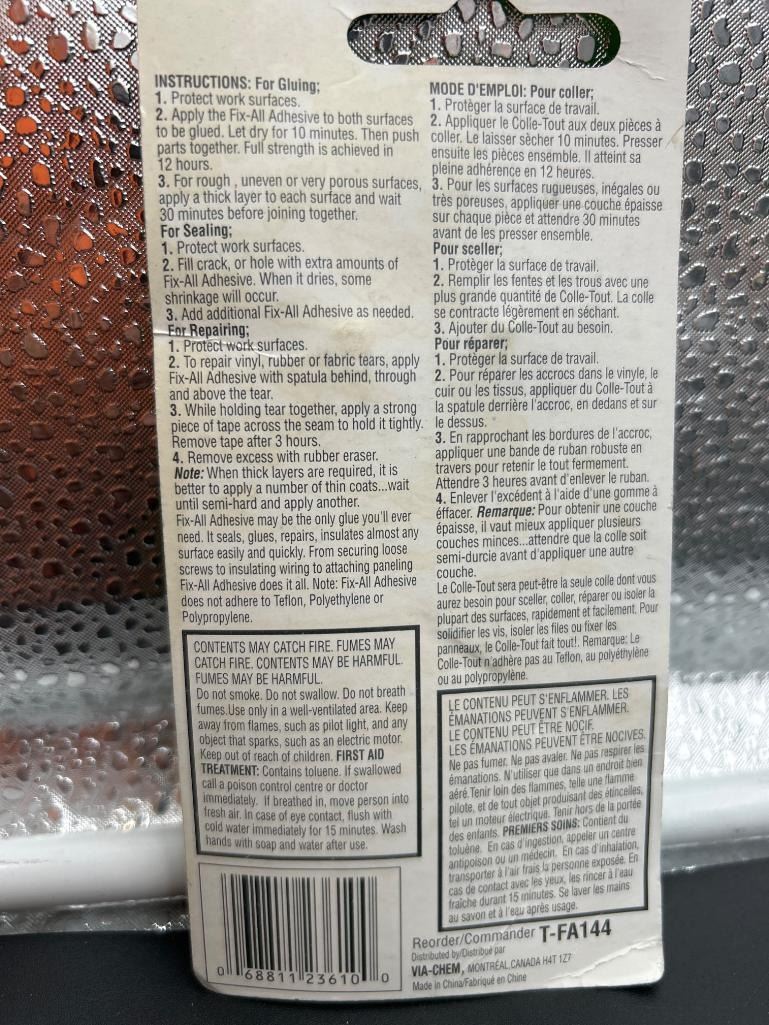 INSTRUCTIONS: For Gluing;
1. Protect work surfaces.
2. Apply the Fix-All Adhesive to both surfaces
to be glued. Let dry for 10 minutes. Then push
parts together. Full strength is achieved in
12 hours.
3. For rough , uneven or very porous surfaces,
apply a thick layer to each surface and wait
30 minutes before joining together.
For Sealing;
1. Protect work surfaces.
2. Fill crack, or hole with extra amounts of
Fix-All Adhesive. When it dries, some
shrinkage will occur.
3. Add additional Fix-All Adhesive as needed.
For Repairing;
1. Protect work surfaces.
2. To repair vinyl, rubber or fabric tears, apply
Fix-All Adhesive with spatula behind, through
and above the tear.
3. While holding tear together, apply a strong
piece of tape across the seam to hold it tightly.
Remove tape after 3 hours.
4. Remove excess with rubber eraser.
Note: When thick layers are required, it is
better to apply a number of thin coats...wait
until semi-hard and apply another.
Fix-All Adhesive may be the only glue you'll ever
need. It seals, glues, repairs, insulates almost any
surface easily and quickly. From securing loose
screws to insulating wiring to attaching paneling
Fix-All Adhesive does it all. Note: Fix-All Adhesive
does not adhere to Teflon, Polyethylene or
Polypropylene.
CONTENTS MAY CATCH FIRE. FUMES MAY
CATCH FIRE. CONTENTS MAY BE HARMFUL.
FUMES MAY BE HARMFUL.
Do not smoke. Do not swallow. Do not breath
fumes.Use only in a well-ventilated area. Keep
away from flames, such as pilot light, and any
object that sparks, such as an electric motor.
Keep out of reach of children. FIRST AID
TREATMENT: Contains toluene. If swallowed
call a poison control centre or doctor
immediately. If breathed in, move person into
fresh air. In case of eye contact, flush with
cold water immediately for 15 minutes. Wash
hands with soap and water after use.
0 68811 23610 0
MODE D'EMPLOI: Pour coller;
1. Protèger la surface de travail.
2. Appliquer le Colle-Tout aux deux pièces à
coller. Le laisser sècher 10 minutes. Presser
ensuite les pièces ensemble. Il atteint sa
pleine adhérence en 12 heures.
3. Pour les surfaces rugueuses, inégales ou
très poreuses, appliquer une couche épaisse
sur chaque pièce et attendre 30 minutes
avant de les presser ensemble.
Pour sceller;
1. Protèger la surface de travail.
2. Remplir les fentes et les trous avec une
plus grande quantité de Colle-Tout. La colle
se contracte légèrement en séchant.
3. Ajouter du Colle-Tout au besoin.
Pour réparer;
1. Protèger la surface de travail.
2. Pour réparer les accrocs dans le vinyle, le
cuir ou les tissus, appliquer du Colle-Tout à
la spatule derrière l'accroc, en dedans et sur
le dessus.
3. En rapprochant les bordures de l'accroc,
appliquer une bande de ruban robuste en
travers pour retenir le tout fermement.
Attendre 3 heures avant d'enlever le ruban.
4. Enlever l'excédent à l'aide d'une gomme à
éffacer. Remarque: Pour obtenir une couche
épaisse, il vaut mieux appliquer plusieurs
couches minces...attendre que la colle soit
semi-durcie avant d'appliquer une autre
couche.
Le Colle-Tout sera peut-être la seule colle dont vous
aurez besoin pour sceller, coller, réparer ou isoler la
plupart des surfaces, rapidement et facilement. Pour
solidifier les vis, isoler les files ou fixer les
panneaux, le Colle-Tout fait tout!. Remarque: Le
Colle-Tout n'adhère pas au Teflon, au polyéthylène
ou au polypropylène.
LE CONTENU PEUT S'ENFLAMMER. LES
ÉMANATIONS PEUVENT S'ENFLAMMER.
LE CONTENU PEUT ÊTRE NOCIF.
LES ÉMANATIONS PEUVENT ÊTRE NOCIVES.
Ne pas fumer. Ne pas avaler. Ne pas respirer les
émanations. N'utiliser que dans un endroit bien
aéré.Tenir loin des flammes, telle une flamme
pilote, et de tout objet produisant des étincelles,
tel un moteur électrique. Tenir hors de la portée
des enfants. PREMIERS SOINS: Contient du
toluène. En cas d'ingestion, appeler un centre
antipoison ou un médecin. En cas d'inhalation,
transporter à l'air frais la personne exposée. En
cas de contact avec les yeux, les rincer à l'eau
fraîche durant 15 minutes. Se laver les mains
au savon et à l'eau après usage.
Reorder/Commander T-FA144
Distributed by/Distribué par
VIA-CHEM, MONTRÉAL,CANADA H4T 1Z7
Made in China/Fabriqué en Chine